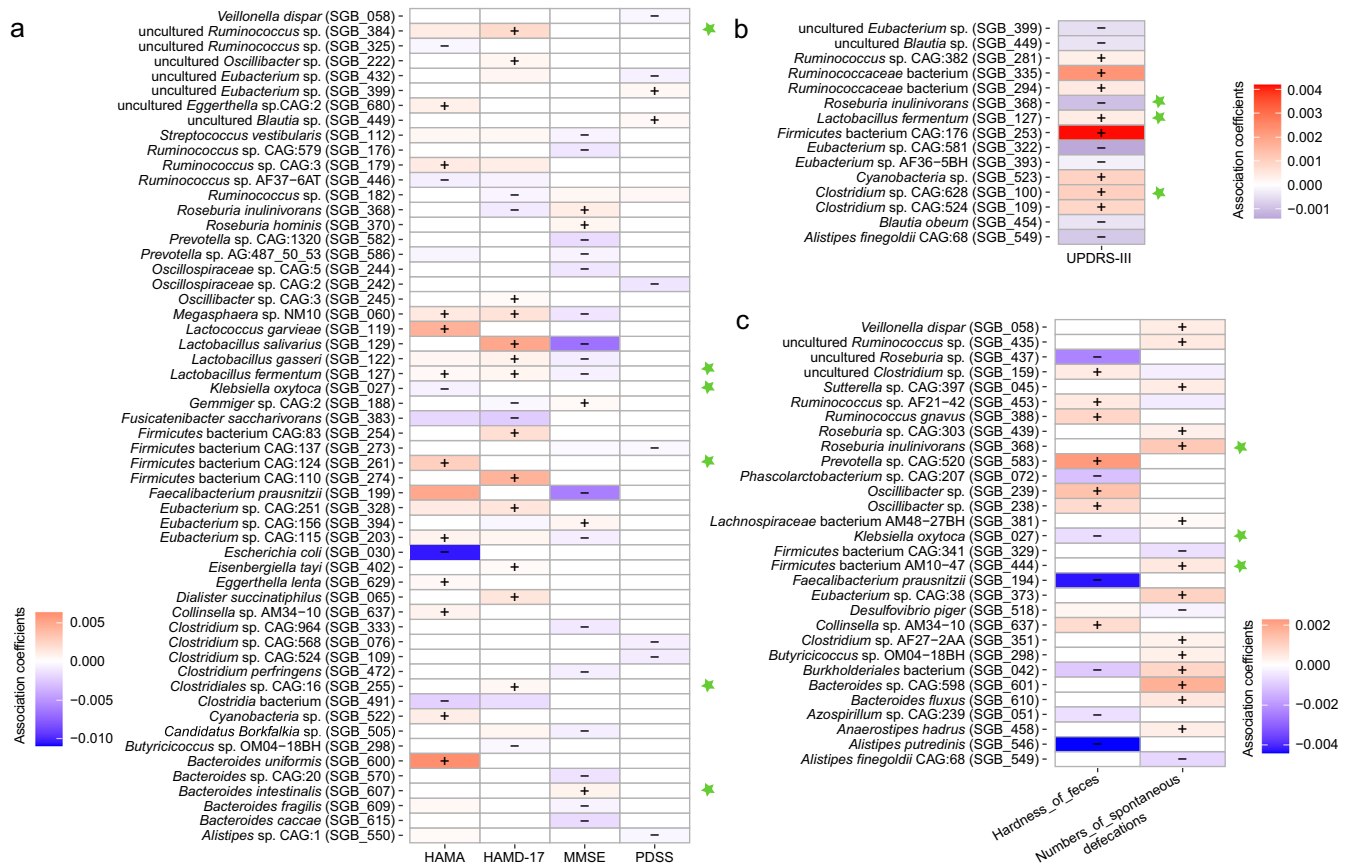 a
Veillonella dispar (SGB_058)
uncultured Ruminococcus sp. (SGB_384)
uncultured Ruminococcus sp. (SGB_325)
uncultured Oscillibacter sp. (SGB_222)
uncultured Eubacterium sp. (SGB_432)
uncultured Eubacterium sp. (SGB_399)
uncultured Eggerthella sp.CAG:2 (SGB_680)
uncultured Blautia sp. (SGB_449)
Streptococcus vestibularis (SGB_112)
Ruminococcus sp. CAG:579 (SGB_176)
Ruminococcus sp. CAG:3 (SGB_179)
Ruminococcus sp. AF37−6AT (SGB_446)
Ruminococcus sp. (SGB_182)
Roseburia inulinivorans (SGB_368)
Roseburia hominis (SGB_370)
Prevotella sp. CAG:1320 (SGB_582)
Prevotella sp. AG:487_50_53 (SGB_586)
Oscillospiraceae sp. CAG:5 (SGB_244)
Oscillospiraceae sp. CAG:2 (SGB_242)
Oscillibacter sp. CAG:3 (SGB_245)
Megasphaera sp. NM10 (SGB_060)
Lactococcus garvieae (SGB_119)
Lactobacillus salivarius (SGB_129)
Lactobacillus gasseri (SGB_122)
Lactobacillus fermentum (SGB_127)
Klebsiella oxytoca (SGB_027)
Gemmiger sp. CAG:2 (SGB_188)
Fusicatenibacter saccharivorans (SGB_383)
Firmicutes bacterium CAG:83 (SGB_254)
Firmicutes bacterium CAG:137 (SGB_273)
Firmicutes bacterium CAG:124 (SGB_261)
Firmicutes bacterium CAG:110 (SGB_274)
Faecalibacterium prausnitzii (SGB_199)
Eubacterium sp. CAG:251 (SGB_328)
Eubacterium sp. CAG:156 (SGB_394)
Eubacterium sp. CAG:115 (SGB_203)
Escherichia coli (SGB_030)
Eisenbergiella tayi (SGB_402)
Eggerthella lenta (SGB_629)
Dialister succinatiphilus (SGB_065)
Collinsella sp. AM34−10 (SGB_637)
Clostridium sp. CAG:964 (SGB_333)
Clostridium sp. CAG:568 (SGB_076)
Clostridium sp. CAG:524 (SGB_109)
Clostridium perfringens (SGB_472)
Clostridiales sp. CAG:16 (SGB_255)
Clostridia bacterium (SGB_491)
Cyanobacteria sp. (SGB_522)
Candidatus Borkfalkia sp. (SGB_505)
Butyricicoccus sp. OM04−18BH (SGB_298)
Bacteroides uniformis (SGB_600)
Bacteroides sp. CAG:20 (SGB_570)
Bacteroides intestinalis (SGB_607)
Bacteroides fragilis (SGB_609)
Bacteroides caccae (SGB_615)
Alistipes sp. CAG:1 (SGB_550)
HAMA HAMD-17 MMSE PDSS
Association coefficients
0.005
0.000
−0.005
−0.010
b
uncultured Eubacterium sp. (SGB_399)
uncultured Blautia sp. (SGB_449)
Ruminococcus sp. CAG:382 (SGB_281)
Ruminococcaceae bacterium (SGB_335)
Ruminococcaceae bacterium (SGB_294)
Roseburia inulinivorans (SGB_368)
Lactobacillus fermentum (SGB_127)
Firmicutes bacterium CAG:176 (SGB_253)
Eubacterium sp. CAG:581 (SGB_322)
Eubacterium sp. AF36−5BH (SGB_393)
Cyanobacteria sp. (SGB_523)
Clostridium sp. CAG:628 (SGB_100)
Clostridium sp. CAG:524 (SGB_109)
Blautia obeum (SGB_454)
Alistipes finegoldii CAG:68 (SGB_549)
UPDRS-III
Association coefficients
0.004
0.003
0.002
0.001
0.000
−0.001
c
Veillonella dispar (SGB_058)
uncultured Ruminococcus sp. (SGB_435)
uncultured Roseburia sp. (SGB_437)
uncultured Clostridium sp. (SGB_159)
Sutterella sp. CAG:397 (SGB_045)
Ruminococcus sp. AF21−42 (SGB_453)
Ruminococcus gnavus (SGB_388)
Roseburia sp. CAG:303 (SGB_439)
Roseburia inulinivorans (SGB_368)
Prevotella sp. CAG:520 (SGB_583)
Phascolarctobacterium sp. CAG:207 (SGB_072)
Oscillibacter sp. (SGB_239)
Oscillibacter sp. (SGB_238)
Lachnospiraceae bacterium AM48−27BH (SGB_381)
Klebsiella oxytoca (SGB_027)
Firmicutes bacterium CAG:341 (SGB_329)
Firmicutes bacterium AM10−47 (SGB_444)
Faecalibacterium prausnitzii (SGB_194)
Eubacterium sp. CAG:38 (SGB_373)
Desulfovibrio piger (SGB_518)
Collinsella sp. AM34−10 (SGB_637)
Clostridium sp. AF27−2AA (SGB_351)
Butyricicoccus sp. OM04−18BH (SGB_298)
Burkholderiales bacterium (SGB_042)
Bacteroides sp. CAG:598 (SGB_601)
Bacteroides fluxus (SGB_610)
Azospirillum sp. CAG:239 (SGB_051)
Anaerostipes hadrus (SGB_458)
Alistipes putredinis (SGB_546)
Alistipes finegoldii CAG:68 (SGB_549)
Hardness_of_feces
Numbers_of_spontaneous
defecations
Association coefficients
0.002
0.000
−0.002
−0.004